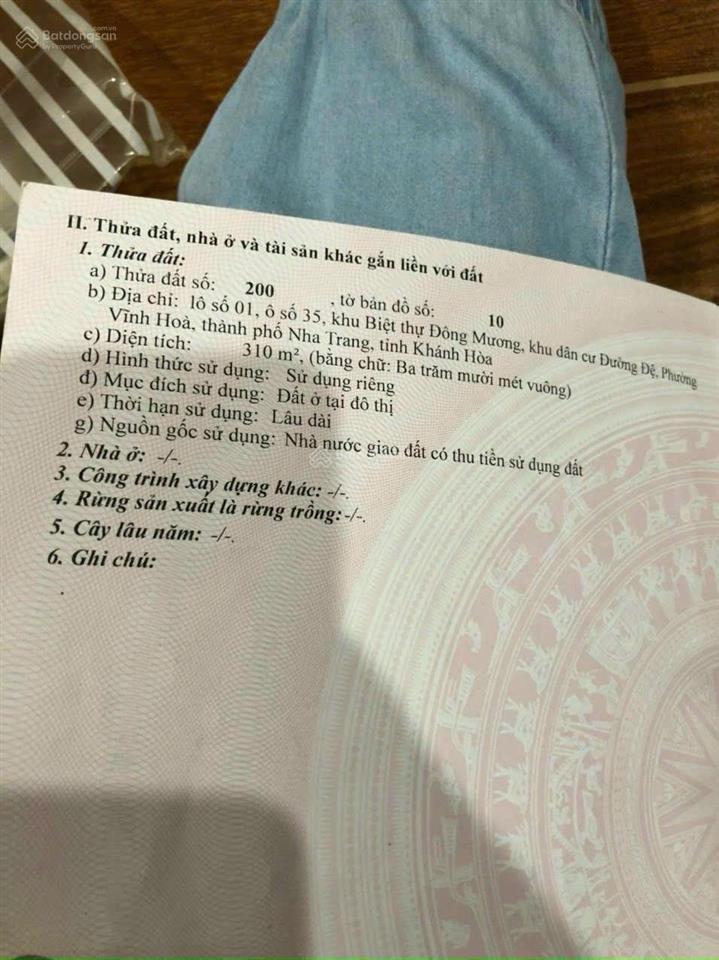 Batdongsan
.com.vn
by PropertyGuru
II. Thửa đất, nhà ở và tài sản khác gắn liền với đất
1. Thửa đất:
a) Thửa đất số: 200 , tờ bản đồ số: 10
b) Địa chỉ: lô số 01, ô số 35, khu Biệt thự Đông Mương, khu dân cư Đường Đệ, Phường
Vĩnh Hoà, thành phố Nha Trang, tỉnh Khánh Hòa
c) Diện tích: 310 m², (bằng chữ: Ba trăm mười mét vuông)
d) Hình thức sử dụng: Sử dụng riêng
đ) Mục đích sử dụng: Đất ở tại đô thị
e) Thời hạn sử dụng: Lâu dài
g) Nguồn gốc sử dụng: Nhà nước giao đất có thu tiền sử dụng đất
2. Nhà ở: -/-.
3. Công trình xây dựng khác: -/-.
4. Rừng sản xuất là rừng trồng: -/-.
5. Cây lâu năm: -/-.
6. Ghi chú: